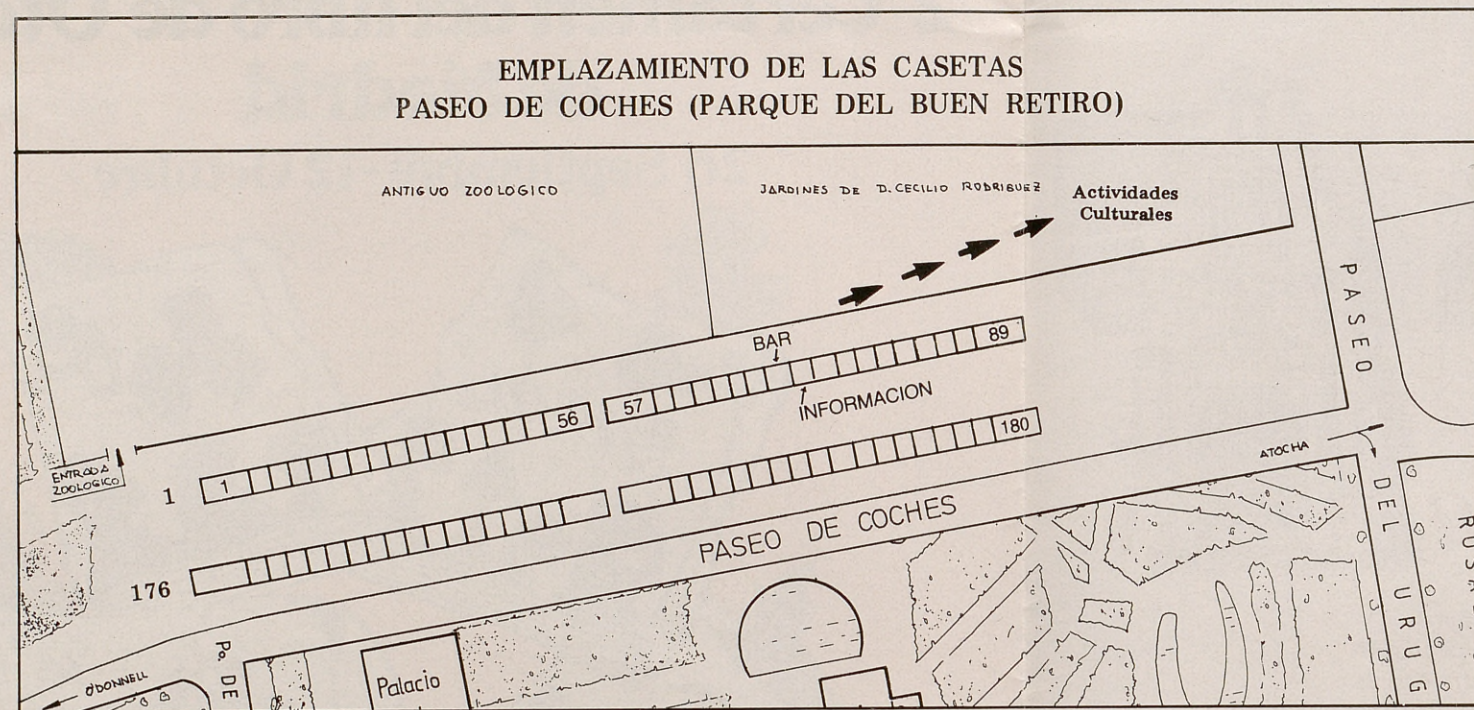 EMPLAZAMIENTO DE LAS CASETAS
PASEO DE COCHES (PARQUE DEL BUEN RETIRO)
ANTIGUO ZOOLOGICO
JARDINES DE D. CECILIO RODRIGUEZ
Actividades
Culturales
PASEO
BAR
89
57
56
INFORMACION
ENTRADA
ZOOLOGICO
1
1
180
ATOCHA
PASEO DE COCHES
176
DEL URUG
Pº. DE
O'DONNELL
Palacio